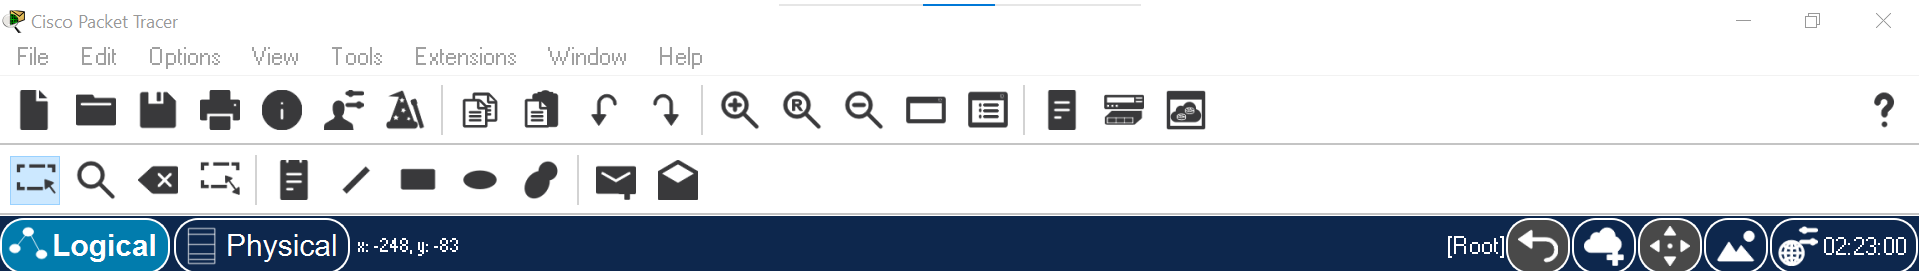 Cisco Packet Tracer
File Edit Options View Tools Extensions Window Help
R
Logical Physical x: -248, y: -83 [Root] 02:23:00